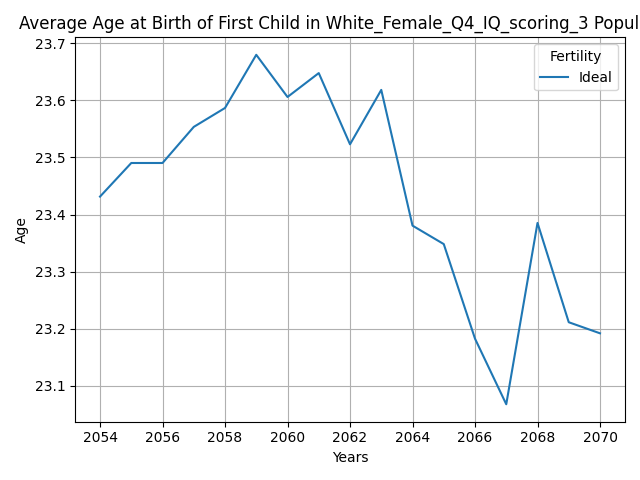 Average Age at Birth of First Child in White_Female_Q4_IQ_scoring_3 Popul
23.7
23.6
23.5
23.4
23.3
23.2
23.1
Age
Fertility
Ideal
2054 2056 2058 2060 2062 2064 2066 2068 2070
Years